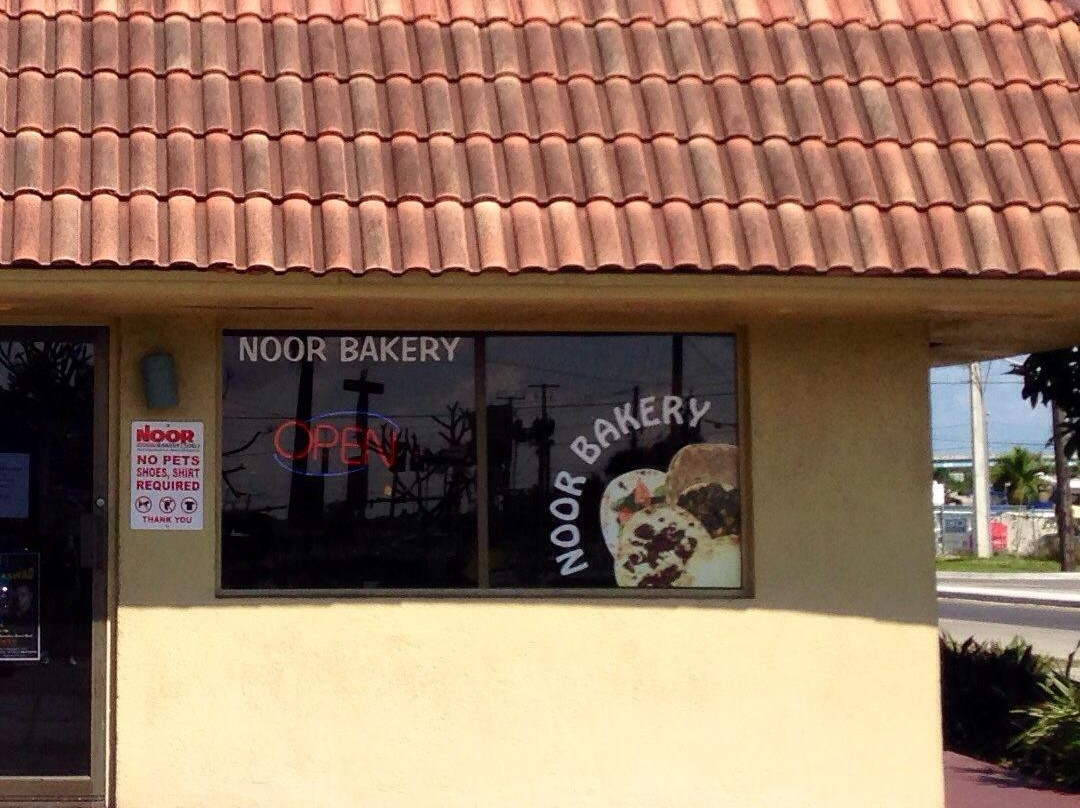 NOOR BAKERY
OPEN
NOOR BAKERY
NOOR
NO PETS
SHOES, SHIRT
REQUIRED
THANK YOU